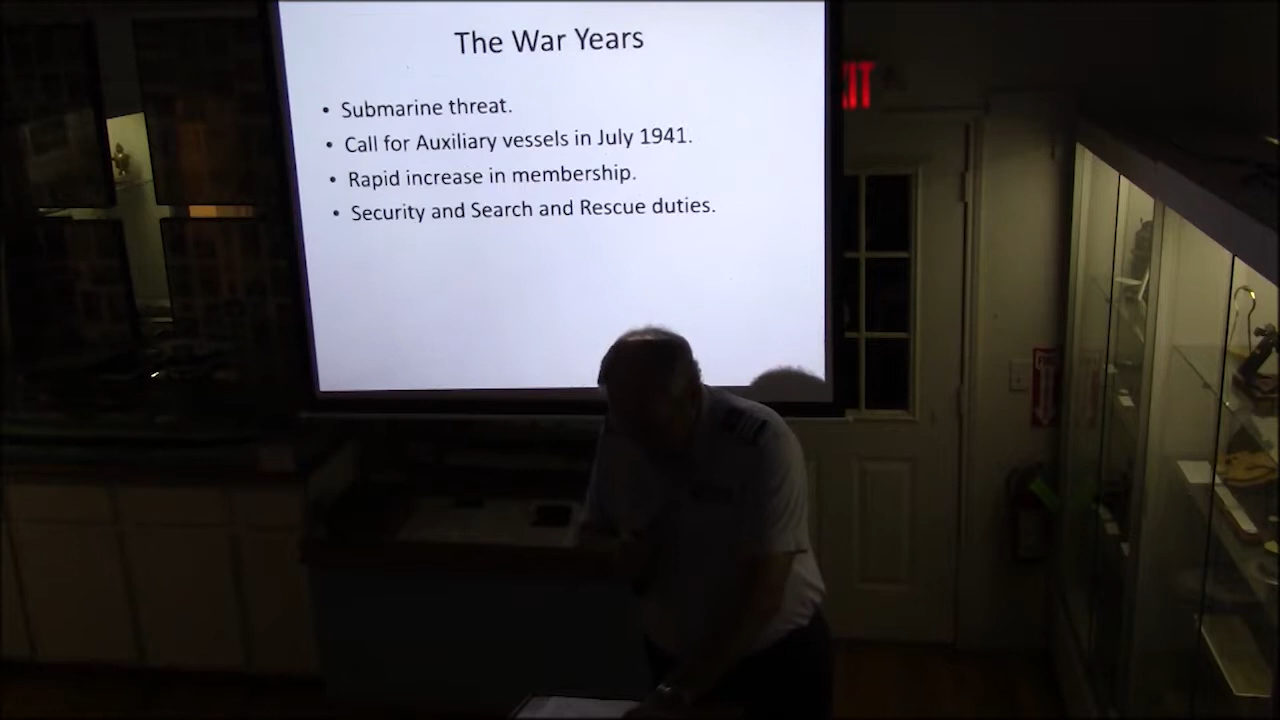 The War Years
• Submarine threat.
• Call for Auxiliary vessels in July 1941.
• Rapid increase in membership.
• Security and Search and Rescue duties.
IT